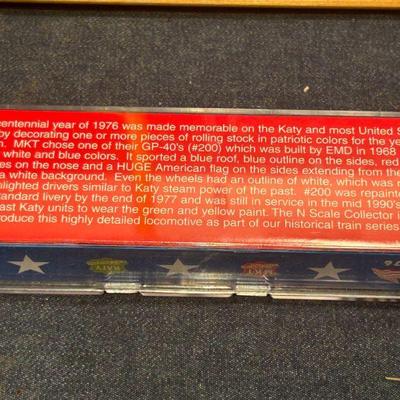 centennial year of 1976 was made memorable on the Katy and most United S
by decorating one or more pieces of rolling stock in patriotic colors for the ye
n. MKT chose one of their GP-40's (#200) which was built by EMD in 1968
white and blue colors. It sported a blue roof, blue outline on the sides, red
es on the nose and a HUGE American flag on the sides extending from the
a white background. Even the wheels had an outline of white, which was
hlighted drivers similar to Katy steam power of the past. #200 was repainte
standard livery by the end of 1977 and was still in service in the mid 1990's
ast Katy units to wear the green and yellow paint. The N Scale Collector i
roduce this highly detailed locomotive as part of our historical train series
KATY
MKT